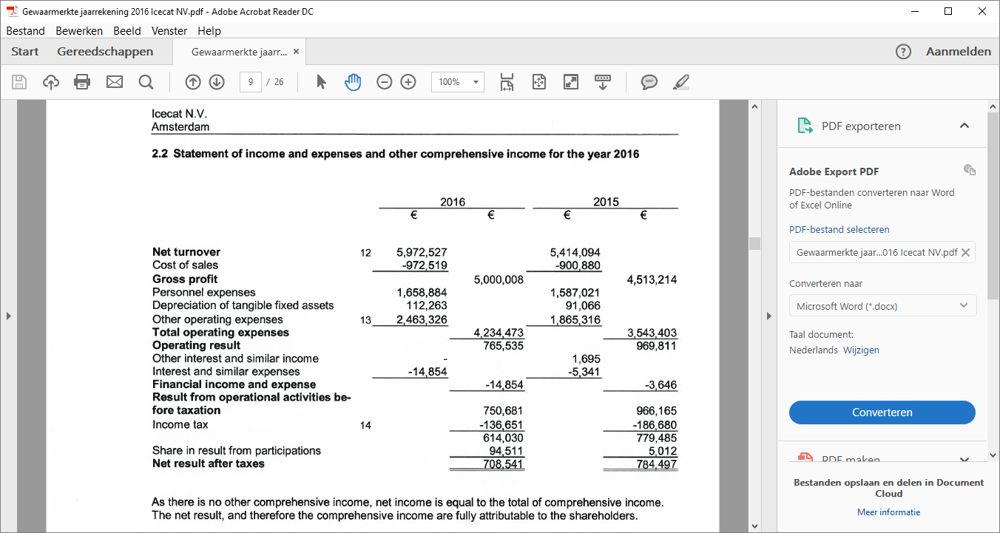 Gewaarmerkte jaarrekening 2016 Icecat NV.pdf - Adobe Acrobat Reader DC
Bestand Bewerken Beeld Venster Help
Start Gereedschappen Gewaarmerkte jaarr... × ? Aanmelden
9 / 26 100%
Icecat N.V.
Amsterdam
2.2 Statement of income and expenses and other comprehensive income for the year 2016
2016 2015
€ € € €
Net turnover 12 5,972,527 5,414,094
Cost of sales -972,519 -900,880
Gross profit 5,000,008 4,513,214
Personnel expenses 1,658,884 1,587,021
Depreciation of tangible fixed assets 112,263 91,066
Other operating expenses 13 2,463,326 1,865,316
Total operating expenses 4,234,473 3,543,403
Operating result 765,535 969,811
Other interest and similar income - 1,695
Interest and similar expenses -14,854 -5,341
Financial income and expense -14,854 -3,646
Result from operational activities be-
fore taxation 750,681 966,165
Income tax 14 -136,651 -186,680
614,030 779,485
Share in result from participations 94,511 5,012
Net result after taxes 708,541 784,497
As there is no other comprehensive income, net income is equal to the total of comprehensive income.
The net result, and therefore the comprehensive income are fully attributable to the shareholders.
PDF exporteren
Adobe Export PDF
PDF-bestanden converteren naar Word
of Excel Online
PDF-bestand selecteren
Gewaarmerkte jaar...016 Icecat NV.pdf ×
Converteren naar
Microsoft Word (*.docx)
Taal document:
Nederlands Wijzigen
Converteren
PDF maken
Bestanden opslaan en delen in Document
Cloud
Meer informatie